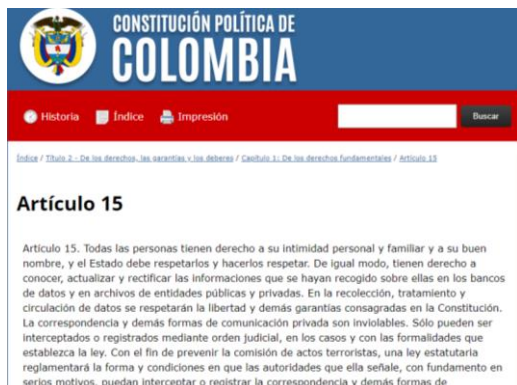 CONSTITUCIÓN POLÍTICA DE
COLOMBIA
Historia Índice Impresión Buscar
Índice / Título 2 - De los derechos, las garantías y los deberes / Capítulo 1: De los derechos fundamentales / Artículo 15
Artículo 15
Artículo 15. Todas las personas tienen derecho a su intimidad personal y familiar y a su buen
nombre, y el Estado debe respetarlos y hacerlos respetar. De igual modo, tienen derecho a
conocer, actualizar y rectificar las informaciones que se hayan recogido sobre ellas en los bancos
de datos y en archivos de entidades públicas y privadas. En la recolección, tratamiento y
circulación de datos se respetarán la libertad y demás garantías consagradas en la Constitución.
La correspondencia y demás formas de comunicación privada son inviolables. Sólo pueden ser
interceptados o registrados mediante orden judicial, en los casos y con las formalidades que
establezca la ley. Con el fin de prevenir la comisión de actos terroristas, una ley estatutaria
reglamentará la forma y condiciones en que las autoridades que ella señale, con fundamento en
serios motivos, puedan interceptar o registrar la correspondencia y demás formas de